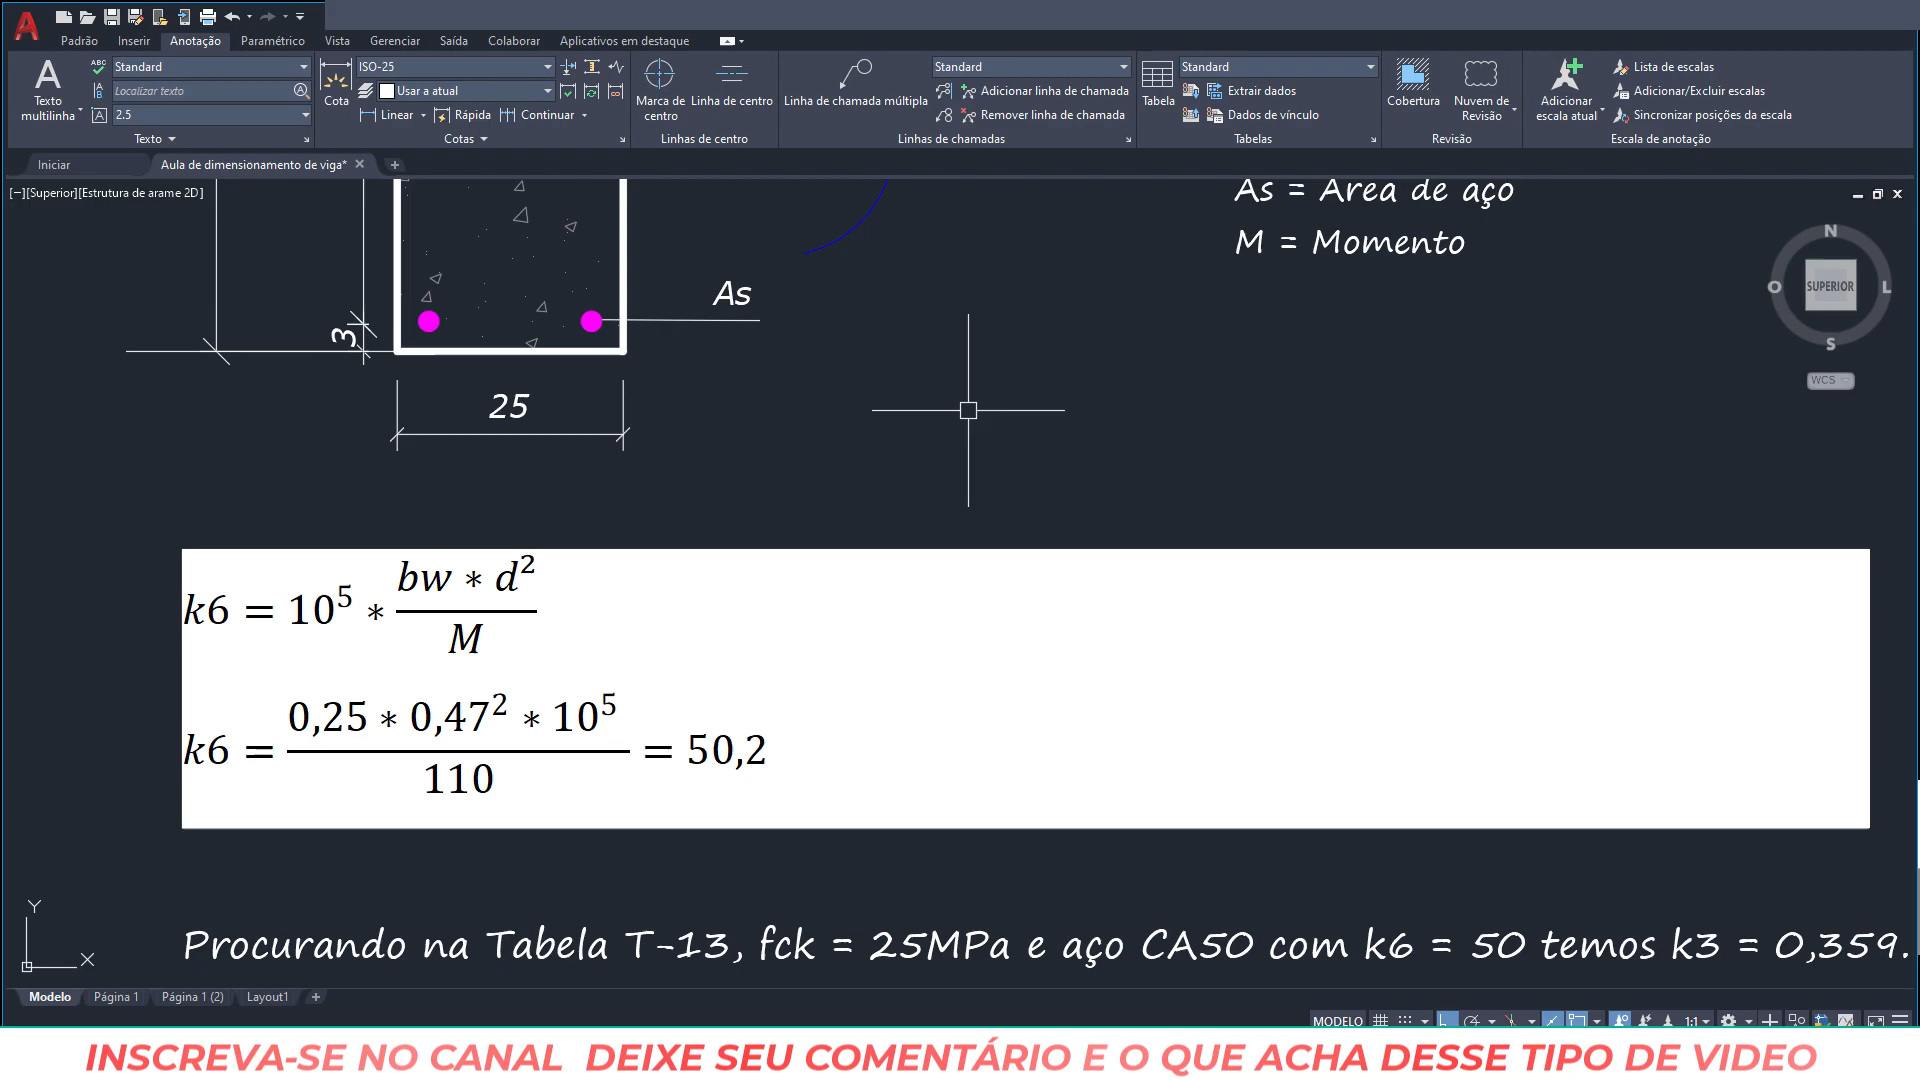 Padrão Inserir Anotação Paramétrico Vista Gerenciar Saída Colaborar Aplicativos em destaque
Texto multilinha
Standard
Localizar texto
2.5
Texto
Cota
ISO-25
Usar a atual
Linear Rápida Continuar
Cotas
Marca de centro
Linha de centro
Linhas de centro
Linha de chamada múltipla
Standard
Adicionar linha de chamada
Remover linha de chamada
Linhas de chamadas
Tabela
Standard
Extrair dados
Dados de vínculo
Tabelas
Cobertura
Nuvem de Revisão
Revisão
Adicionar escala atual
Lista de escalas
Adicionar/Excluir escalas
Sincronizar posições da escala
Escala de anotação
Iniciar Aula de dimensionamento de viga*
[−][Superior][Estrutura de arame 2D]
As = Area de aço
M = Momento
N
O SUPERIOR L
S
WCS
As
3
25
k6 = 10⁵ * bw * d² / M
k6 = 0,25 * 0,47² * 10⁵ / 110 = 50,2
Y
X
Procurando na Tabela T-13, fck = 25MPa e aço CA50 com k6 = 50 temos k3 = 0,359.
Modelo Página 1 Página 1 (2) Layout1
MODELO 1:1
INSCREVA-SE NO CANAL DEIXE SEU COMENTÁRIO E O QUE ACHA DESSE TIPO DE VIDEO